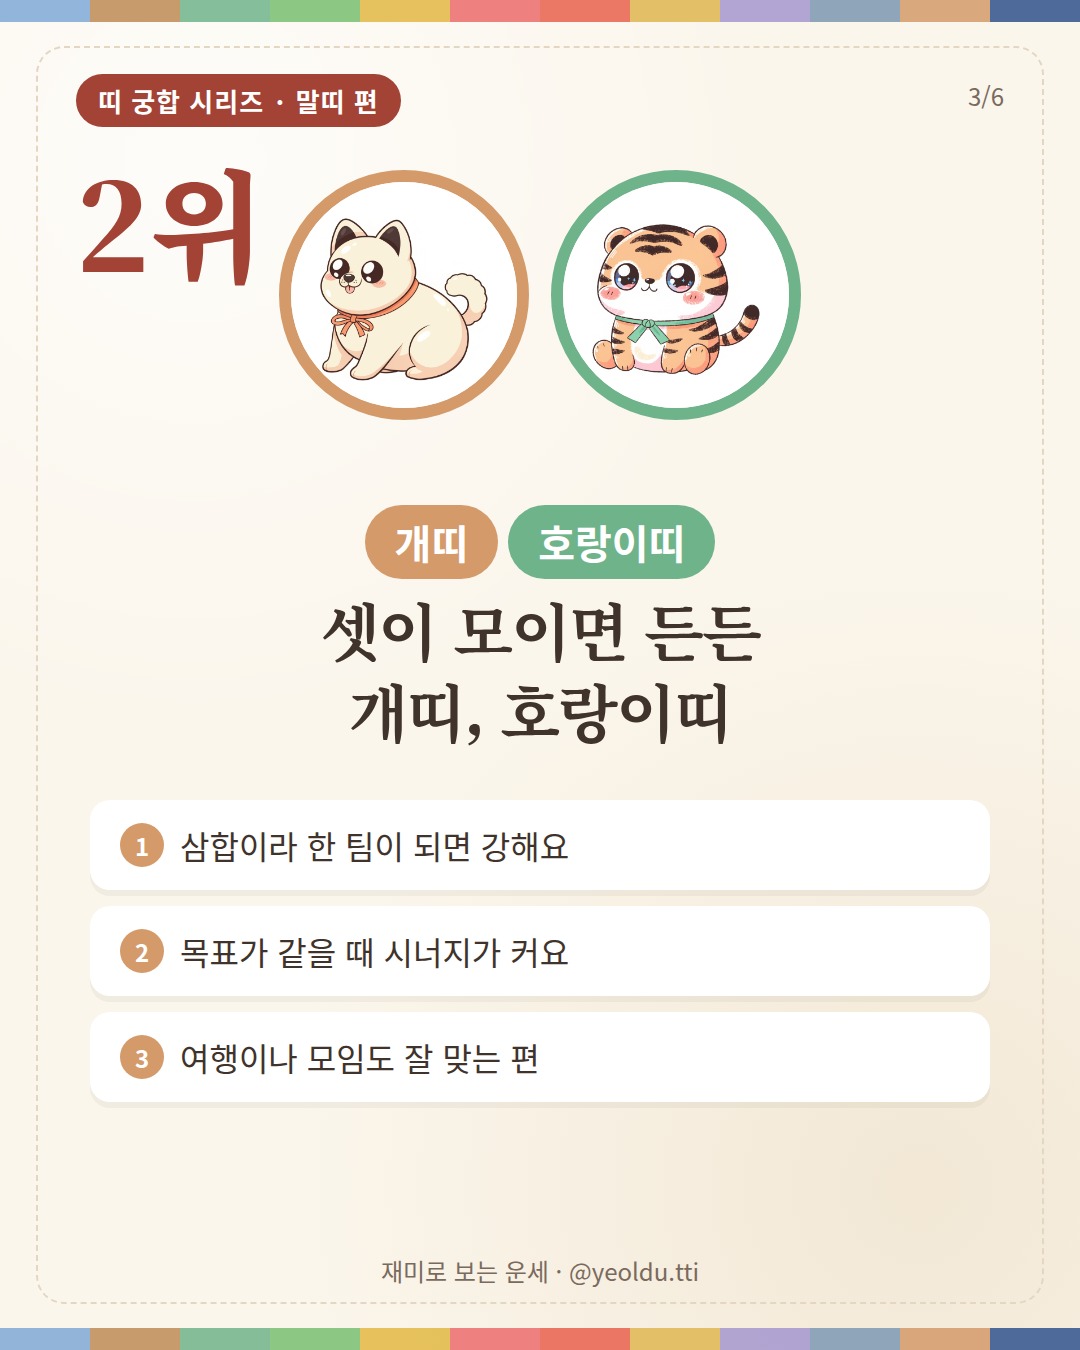 띠 궁합 시리즈 · 말띠 편
3/6
2위
개띠 호랑이띠
셋이 모이면 든든
개띠, 호랑이띠
1 삼합이라 한 팀이 되면 강해요
2 목표가 같을 때 시너지가 커요
3 여행이나 모임도 잘 맞는 편
재미로 보는 운세 · @yeoldu.tti